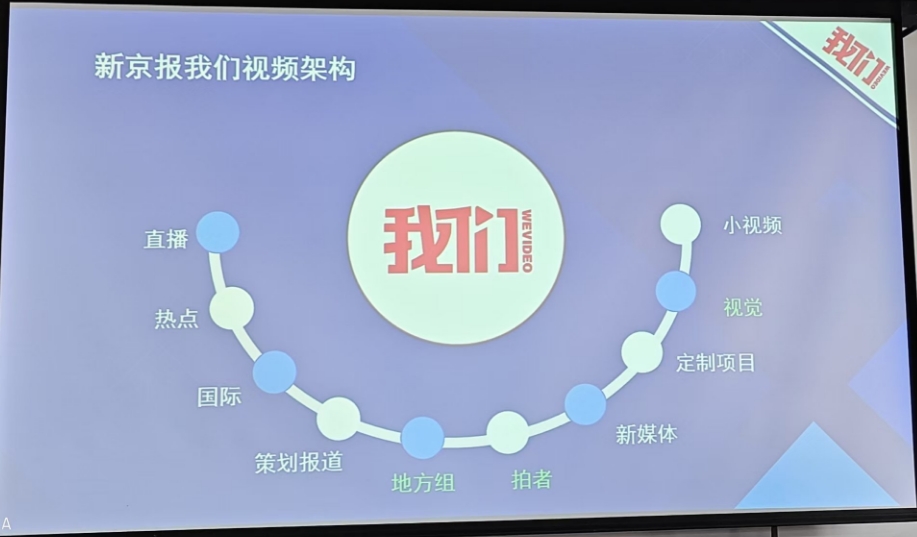 新京报我们视频架构
我们
WEVIDEO
我们
WEVIDEO
直播
热点
国际
策划报道
地方组
拍者
新媒体
定制项目
视觉
小视频
A